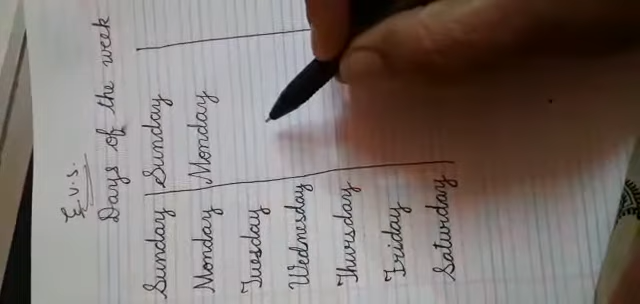 E.V.S.
Days of the week
Sunday Sunday
Monday Monday
Tuesday
Wednesday
Thursday
Friday
Saturday